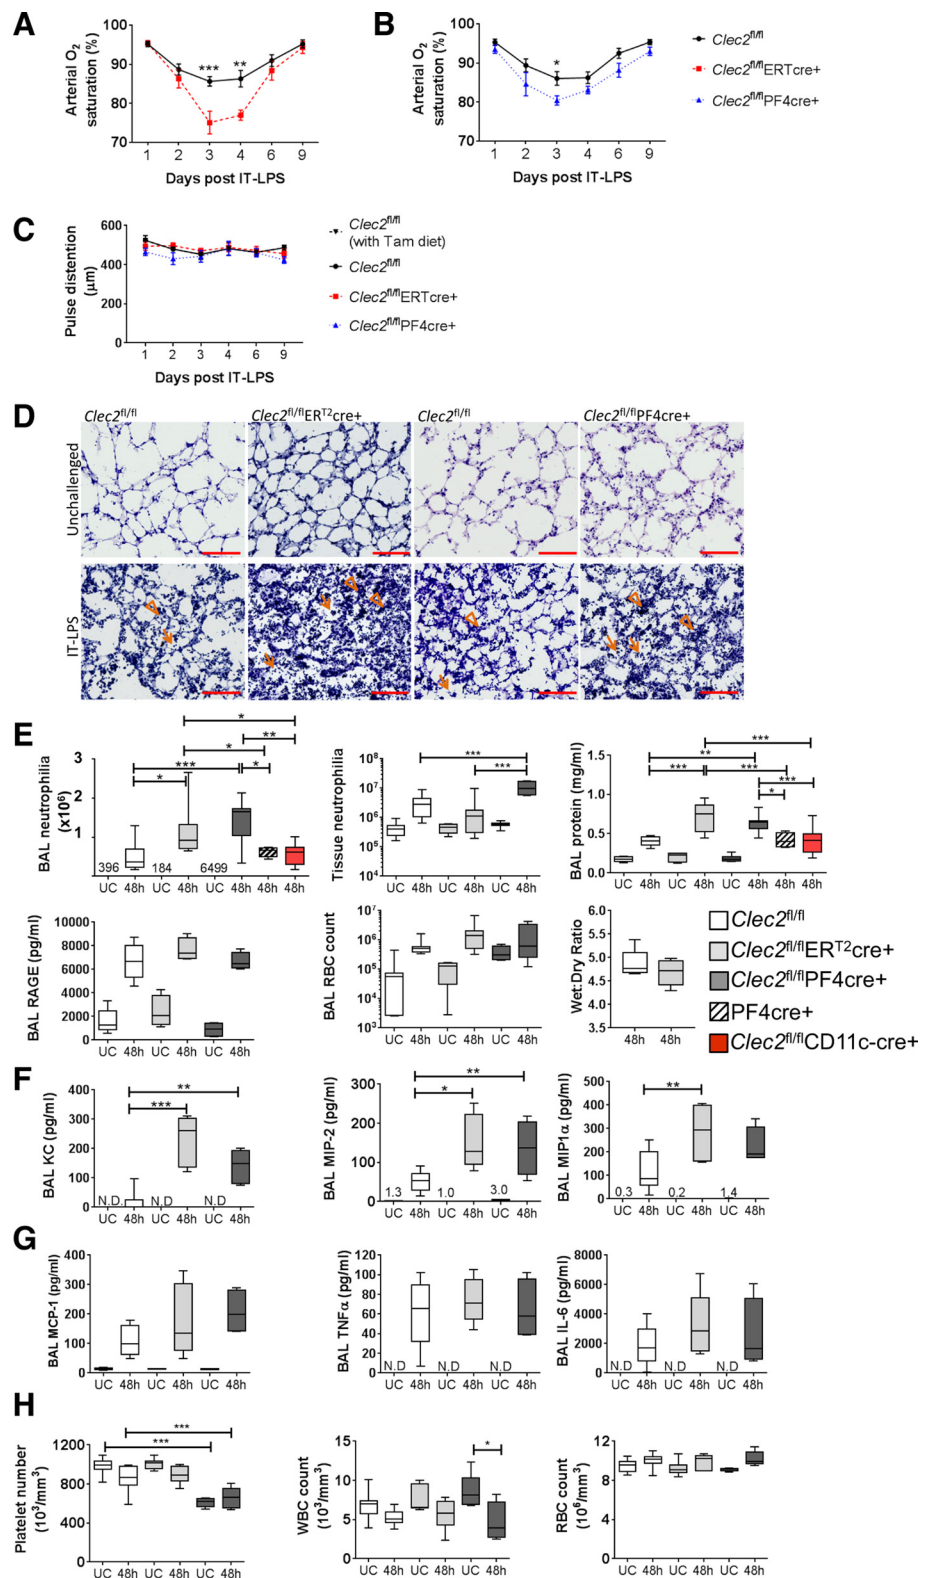 A
Arterial O2
saturation (%)
100
90
80
70
***
**
1 2 3 4 6 9
Days post IT-LPS
B
Arterial O2
saturation (%)
100
90
80
70
*
1 2 3 4 6 9
Days post IT-LPS
Clec2fl/fl
Clec2fl/flERTcre+
Clec2fl/flPF4cre+
C
Pulse distention
(μm)
600
400
200
0
1 2 3 4 6 9
Days post IT-LPS
Clec2fl/fl
(with Tam diet)
Clec2fl/fl
Clec2fl/flERTcre+
Clec2fl/flPF4cre+
D
Clec2fl/fl
Clec2fl/flERT2cre+
Clec2fl/fl
Clec2fl/flPF4cre+
Unchallenged
IT-LPS
E
BAL neutrophilia
(x10⁶)
3
2
1
396 184 6499
* ** * *** * *
UC 48h UC 48h UC 48h 48h 48h
Tissue neutrophilia
10⁸
10⁷
10⁶
10⁵
10⁴
***
***
UC 48h UC 48h UC 48h
BAL protein (mg/ml)
1.5
1.0
0.5
0.0
*** ** *** *** *** *
UC 48h UC 48h UC 48h 48h 48h
BAL RAGE (pg/ml)
10000
8000
6000
4000
2000
0
UC 48h UC 48h UC 48h
BAL RBC count
10⁷
10⁶
10⁵
10⁴
10³
UC 48h UC 48h UC 48h
Wet:Dry Ratio
6.0
5.5
5.0
4.5
4.0
3.5
48h 48h
Clec2fl/fl
Clec2fl/flERT2cre+
Clec2fl/flPF4cre+
PF4cre+
Clec2fl/flCD11c-cre+
F
BAL KC (pg/ml)
400
300
200
100
0
**
***
N.D. N.D N.D
UC 48h UC 48h UC 48h
BAL MIP-2 (pg/ml)
300
200
100
0
**
*
1.3 1.0 3.0
UC 48h UC 48h UC 48h
BAL MIP1α (pg/ml)
500
400
300
200
100
0
**
0.3 0.2 1.4
UC 48h UC 48h UC 48h
G
BAL MCP-1 (pg/ml)
400
300
200
100
0
UC 48h UC 48h UC 48h
BAL TNFα (pg/ml)
120
100
80
60
40
20
0
N.D N.D N.D
UC 48h UC 48h UC 48h
BAL IL-6 (pg/ml)
8000
6000
4000
2000
0
N.D N.D N.D
UC 48h UC 48h UC 48h
H
Platelet number
(10³/mm³)
1200
800
400
0
***
***
UC 48h UC 48h UC 48h
WBC count
(10³/mm³)
15
10
5
0
*
UC 48h UC 48h UC 48h
RBC count
(10⁶/mm³)
15
10
5
0
UC 48h UC 48h UC 48h